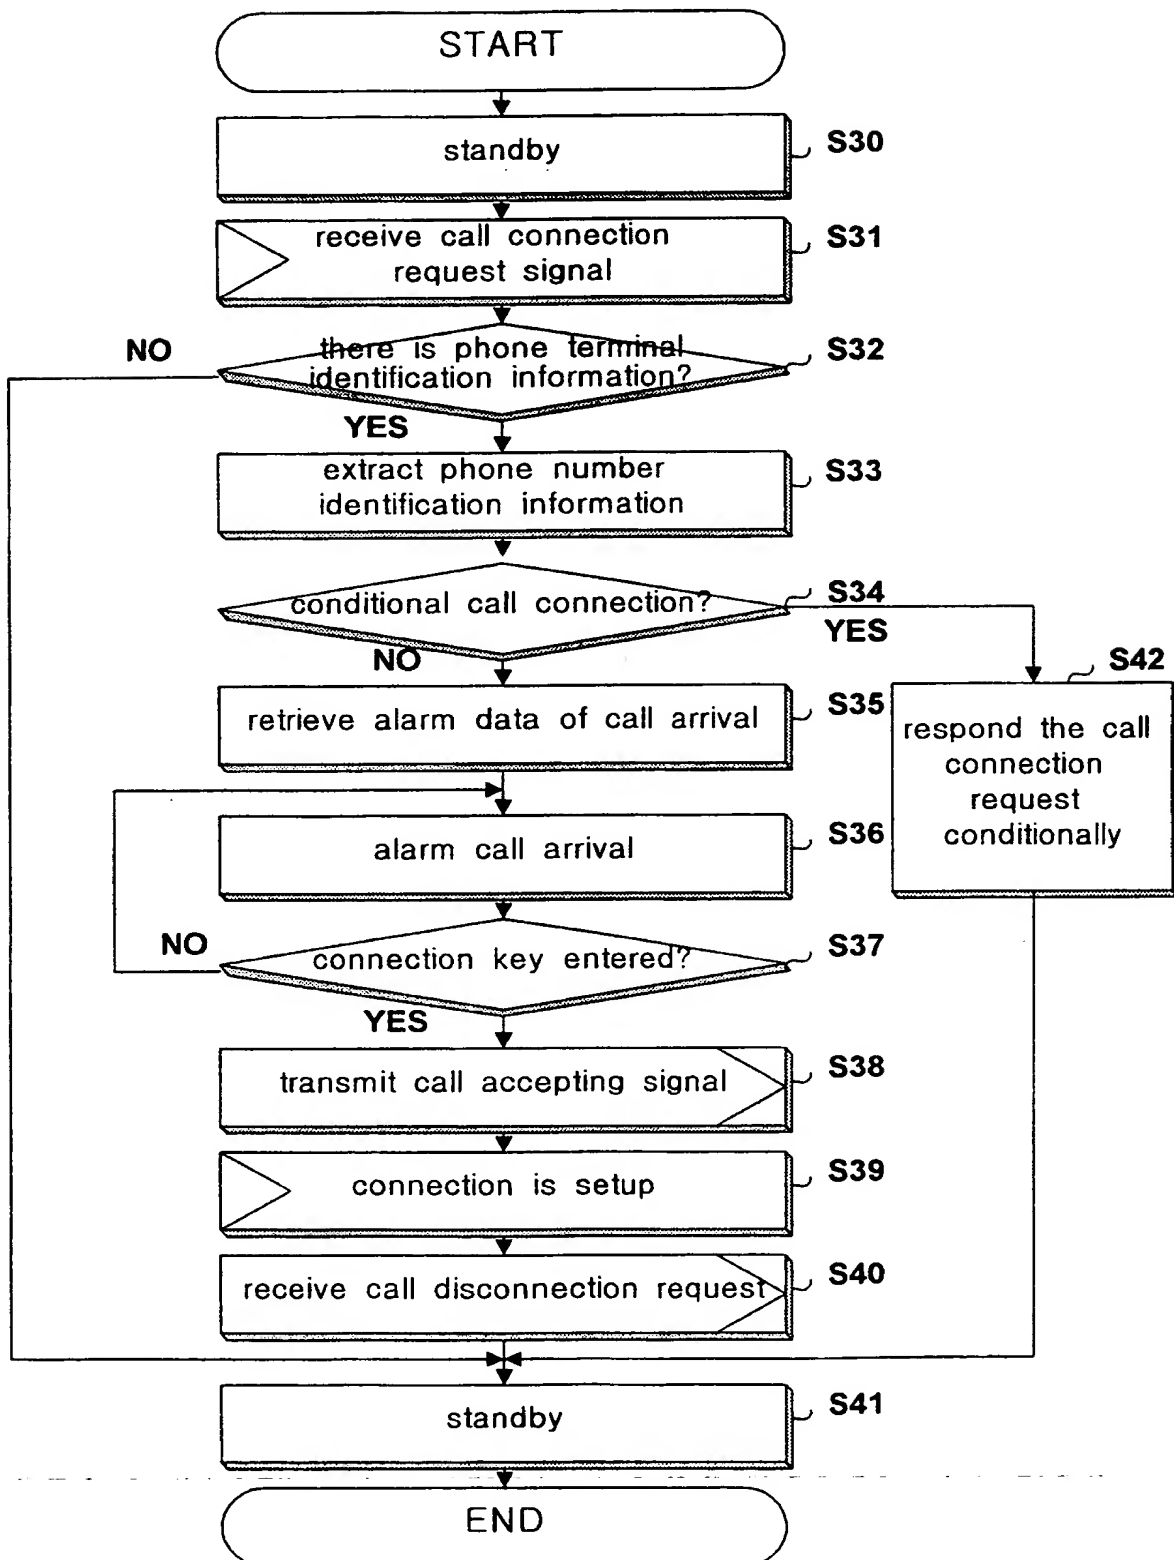 START
standby
S30
receive call connection
request signal
S31
NO
there is phone terminal
identification information?
S32
YES
extract phone number
identification information
S33
conditional call connection?
S34
YES
NO
S42
retrieve alarm data of call arrival
S35
respond the call
connection
request
conditionally
alarm call arrival
S36
NO
connection key entered?
S37
YES
transmit call accepting signal
S38
connection is setup
S39
receive call disconnection request
S40
standby
S41
END